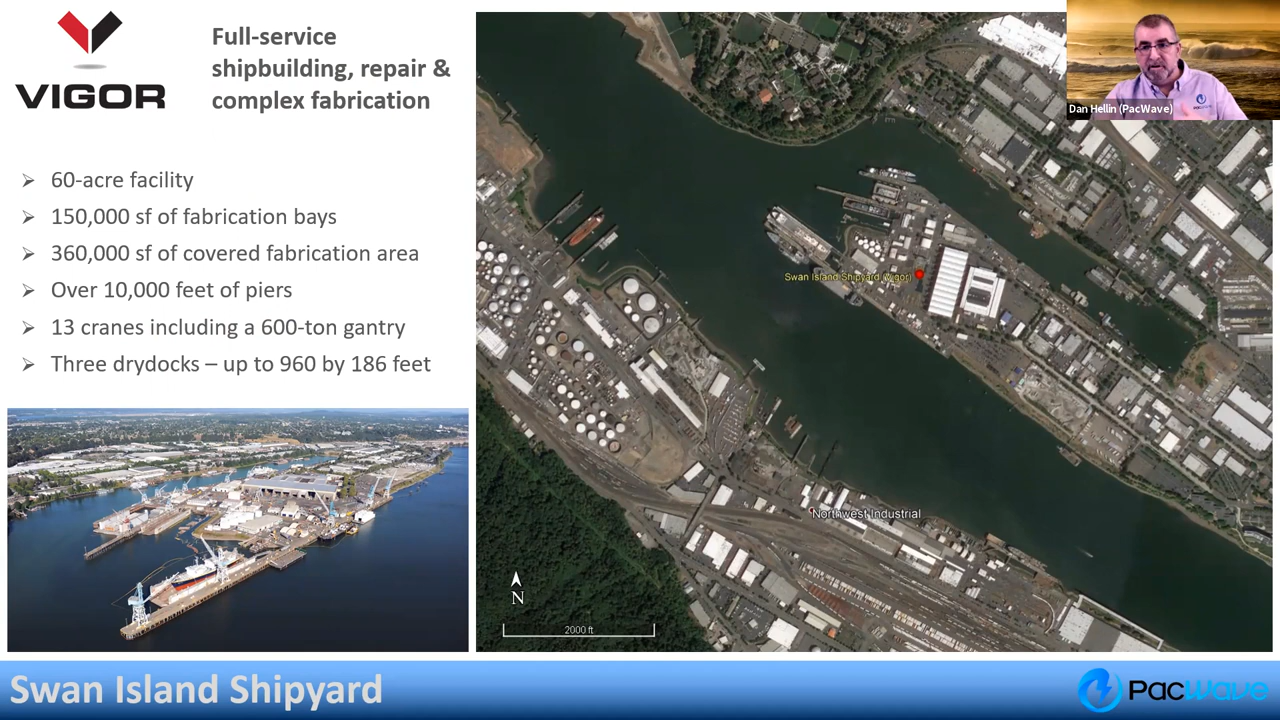 VIGOR
Full-service
shipbuilding, repair &
complex fabrication
60-acre facility
150,000 sf of fabrication bays
360,000 sf of covered fabrication area
Over 10,000 feet of piers
13 cranes including a 600-ton gantry
Three drydocks – up to 960 by 186 feet
Dan Hellin (PacWave)
Swan Island Shipyard (Vigor)
Northwest Industrial
N
2000 ft
Swan Island Shipyard
PacWave